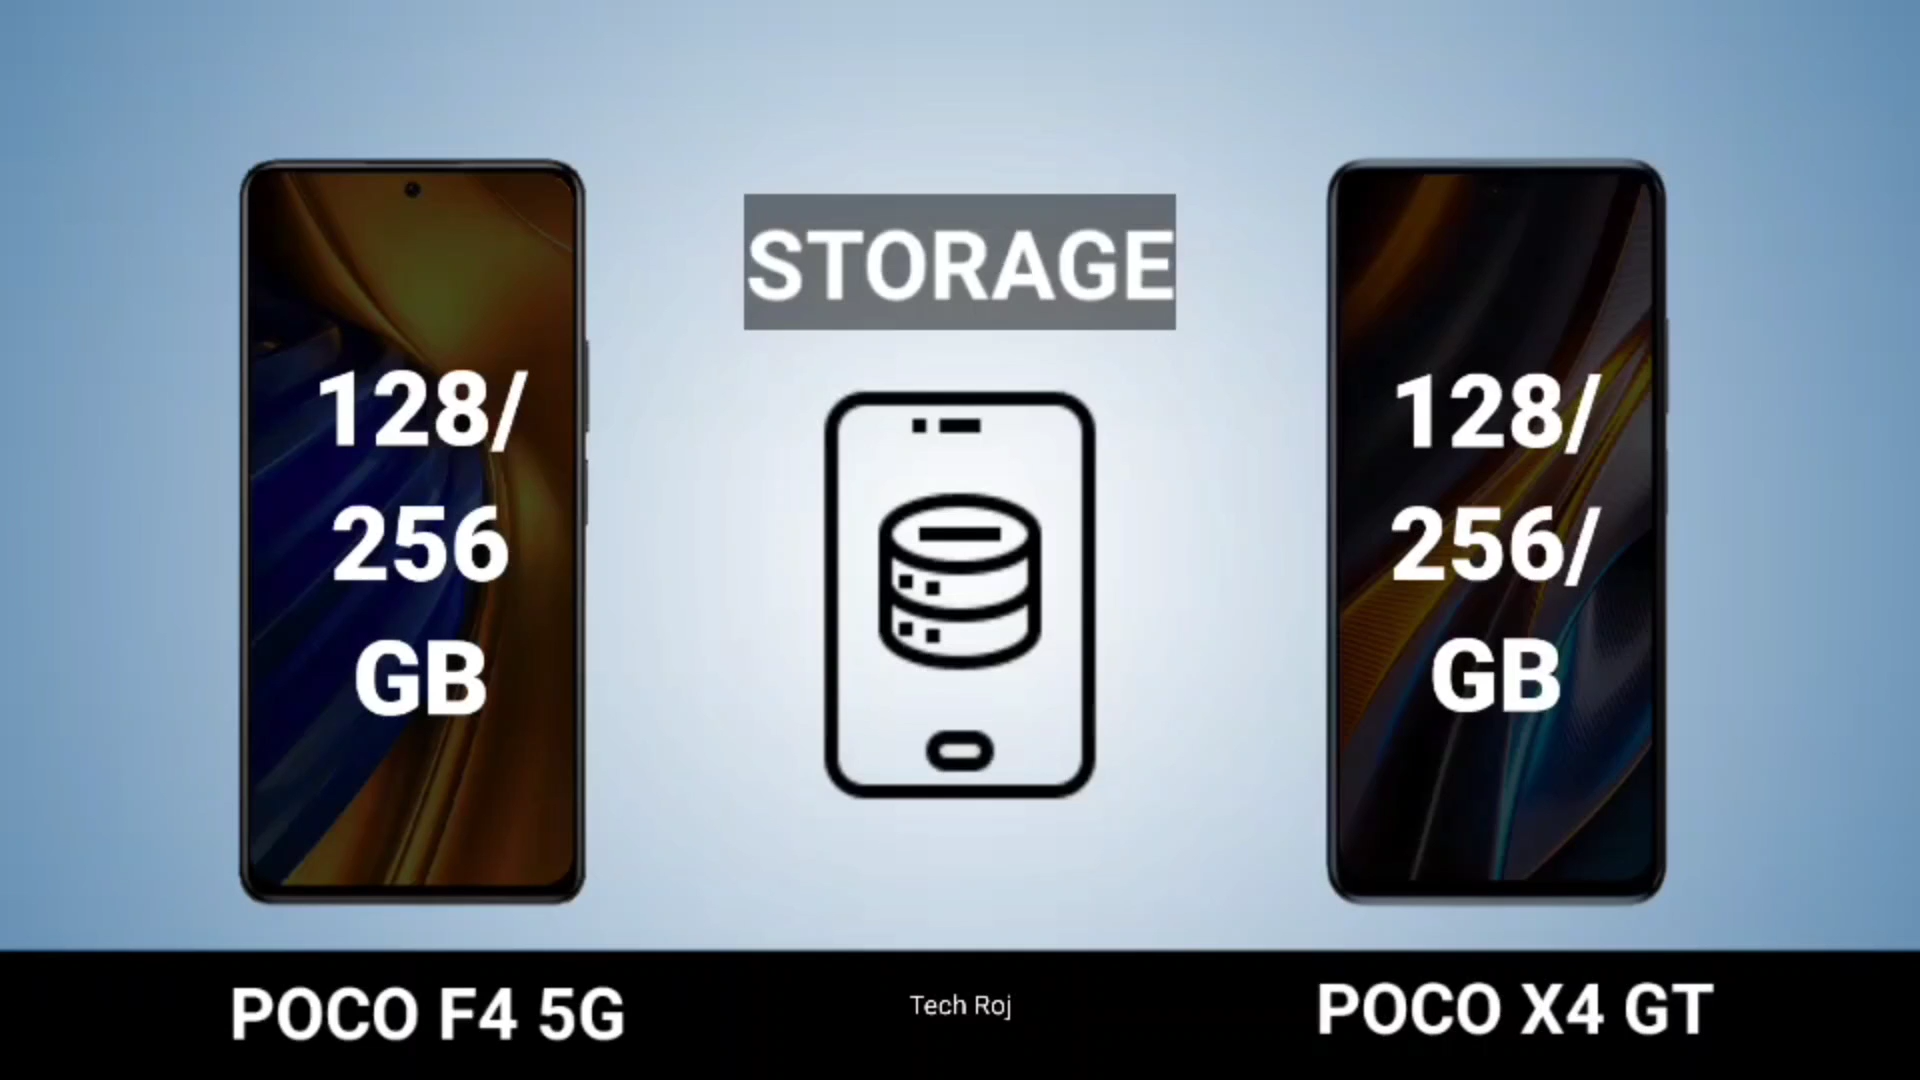 STORAGE
128/
256
GB
128/
256/
GB
POCO F4 5G
Tech Roj
POCO X4 GT